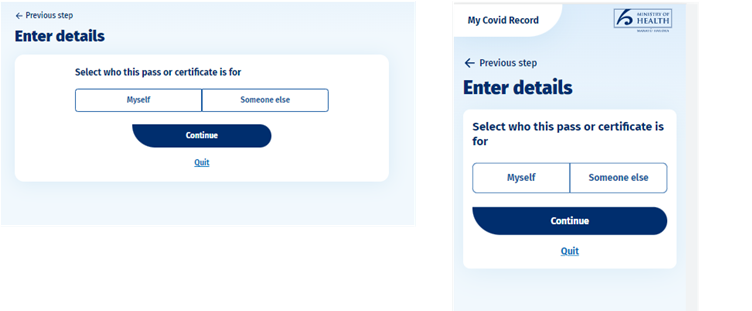 ← Previous step
Enter details
Select who this pass or certificate is for
Myself
Someone else
Continue
Quit
My Covid Record
MINISTRY OF
HEALTH
← Previous step
Enter details
Select who this pass or certificate is
for
Myself
Someone else
Continue
Quit